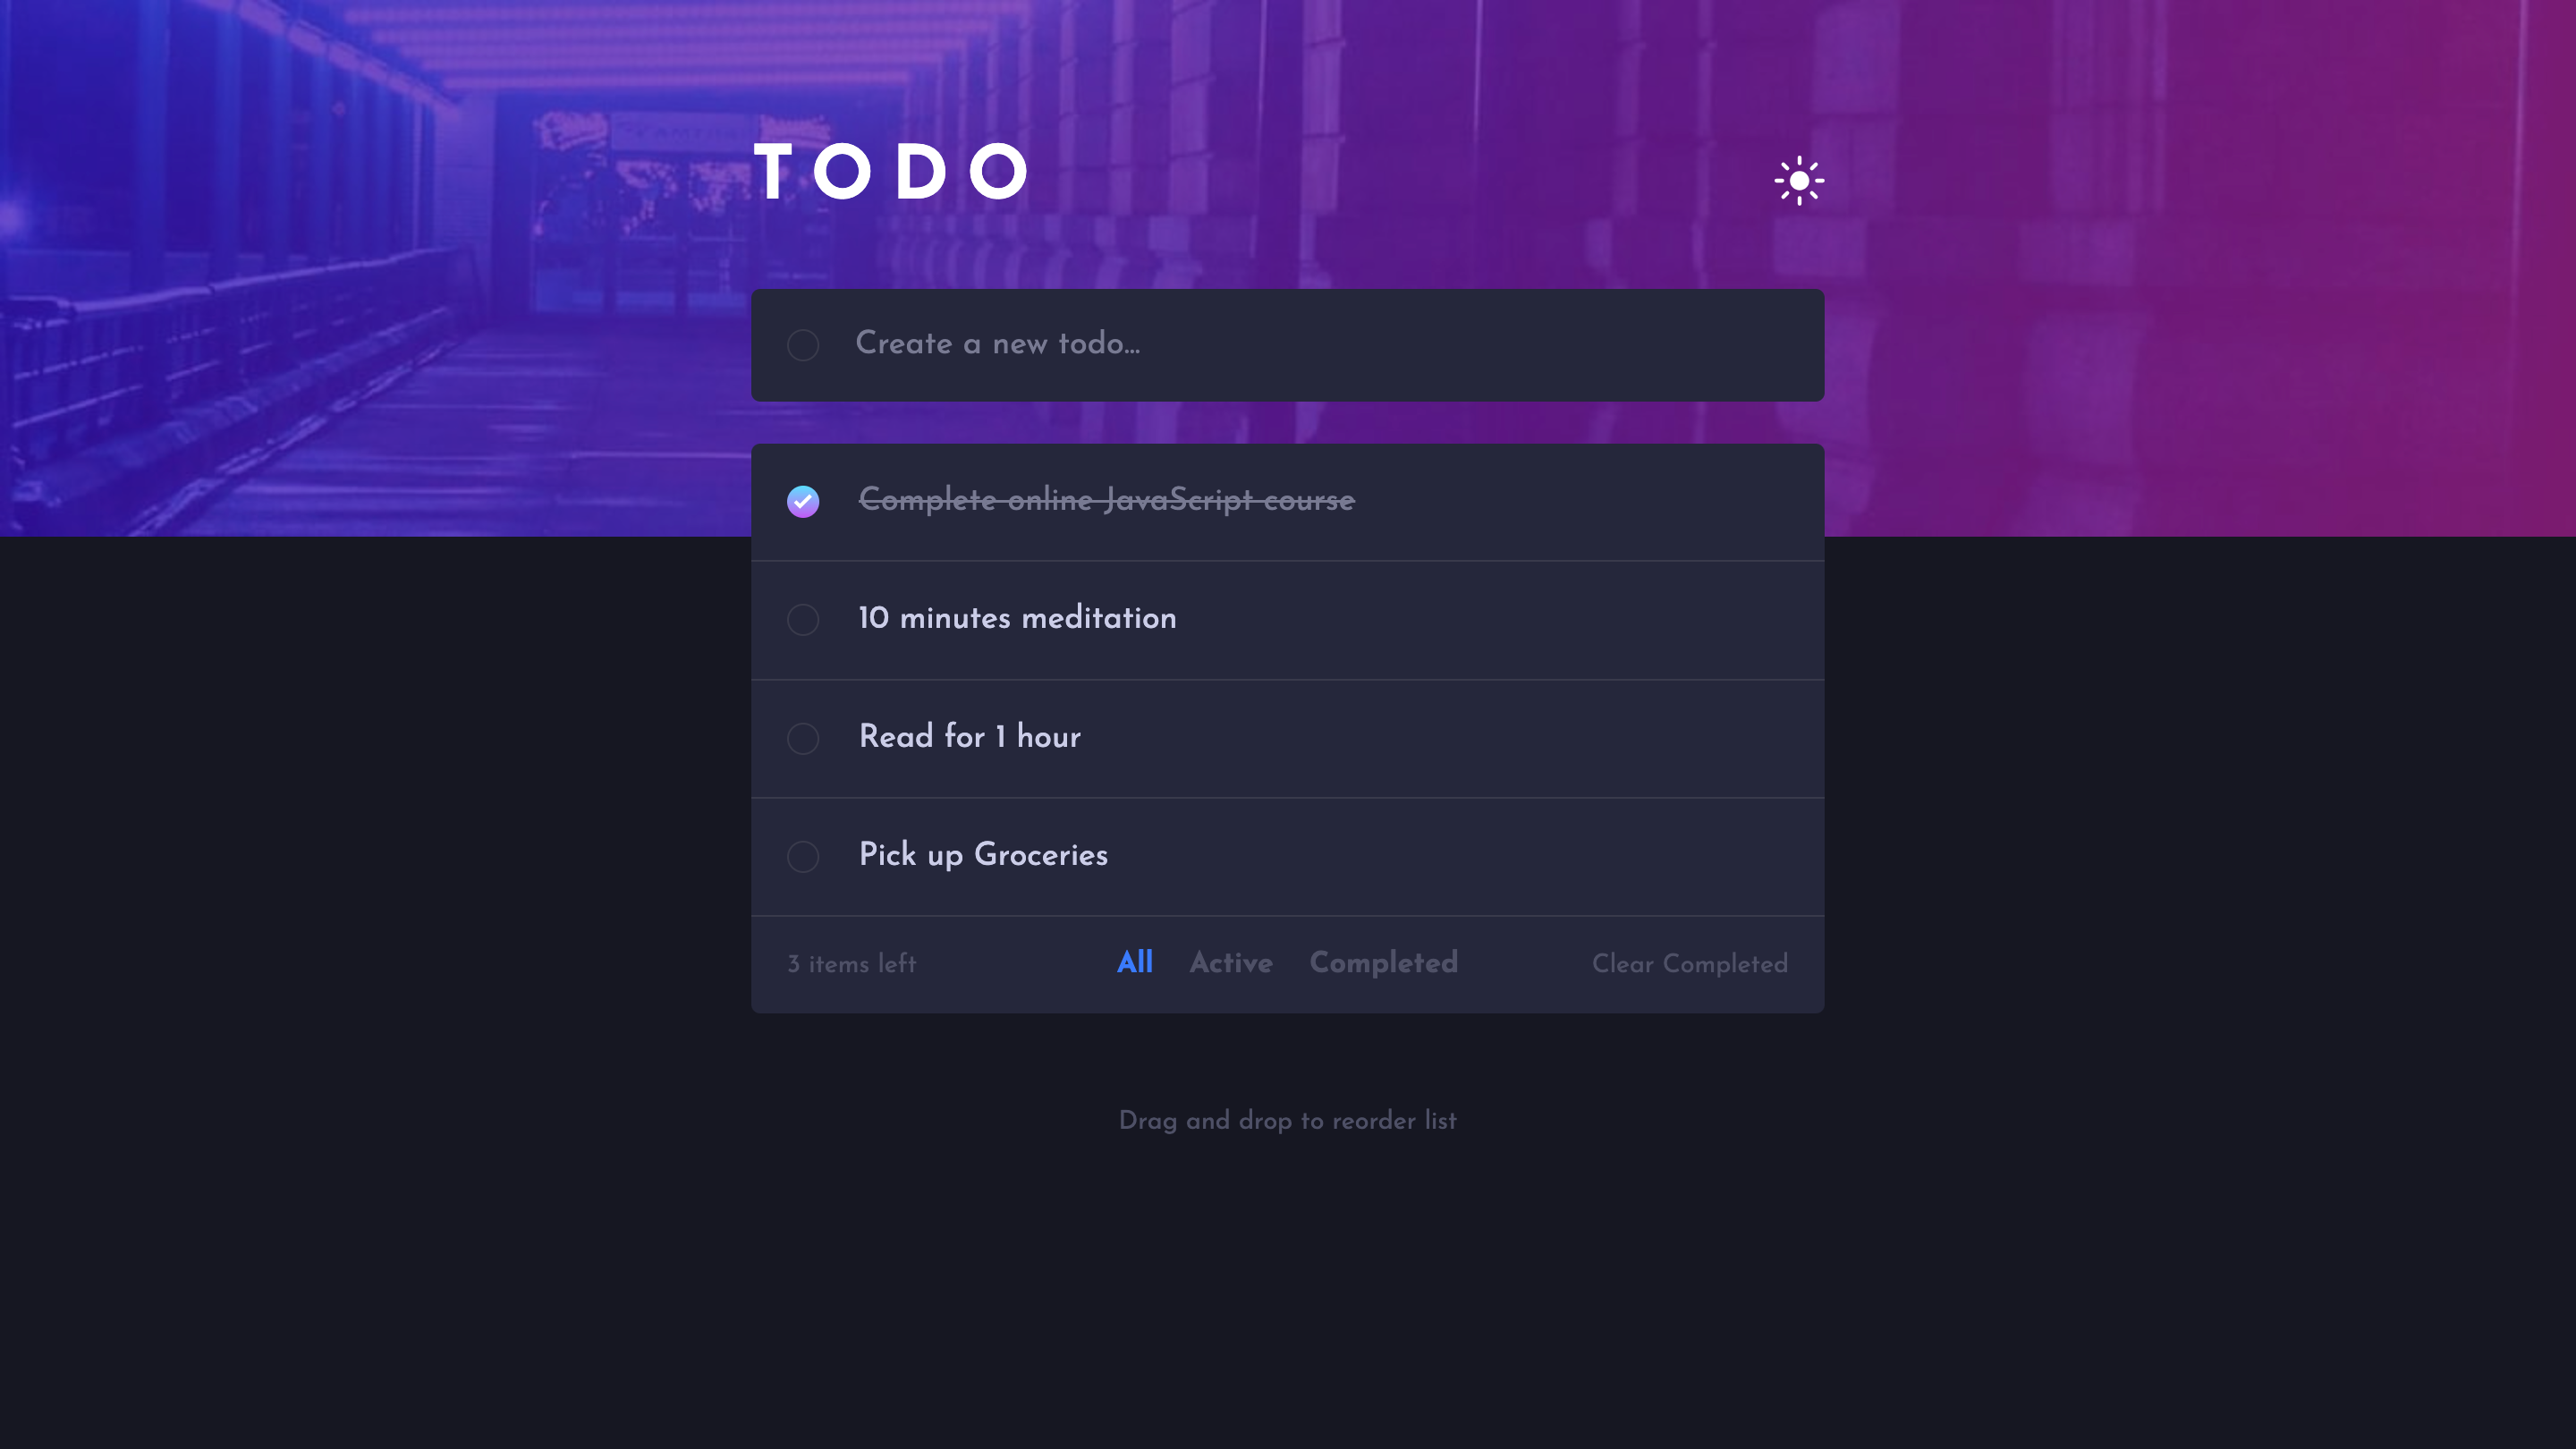 TODO
Create a new todo...
Complete online JavaScript course
10 minutes meditation
Read for 1 hour
Pick up Groceries
3 items left
All Active Completed
Clear Completed
Drag and drop to reorder list